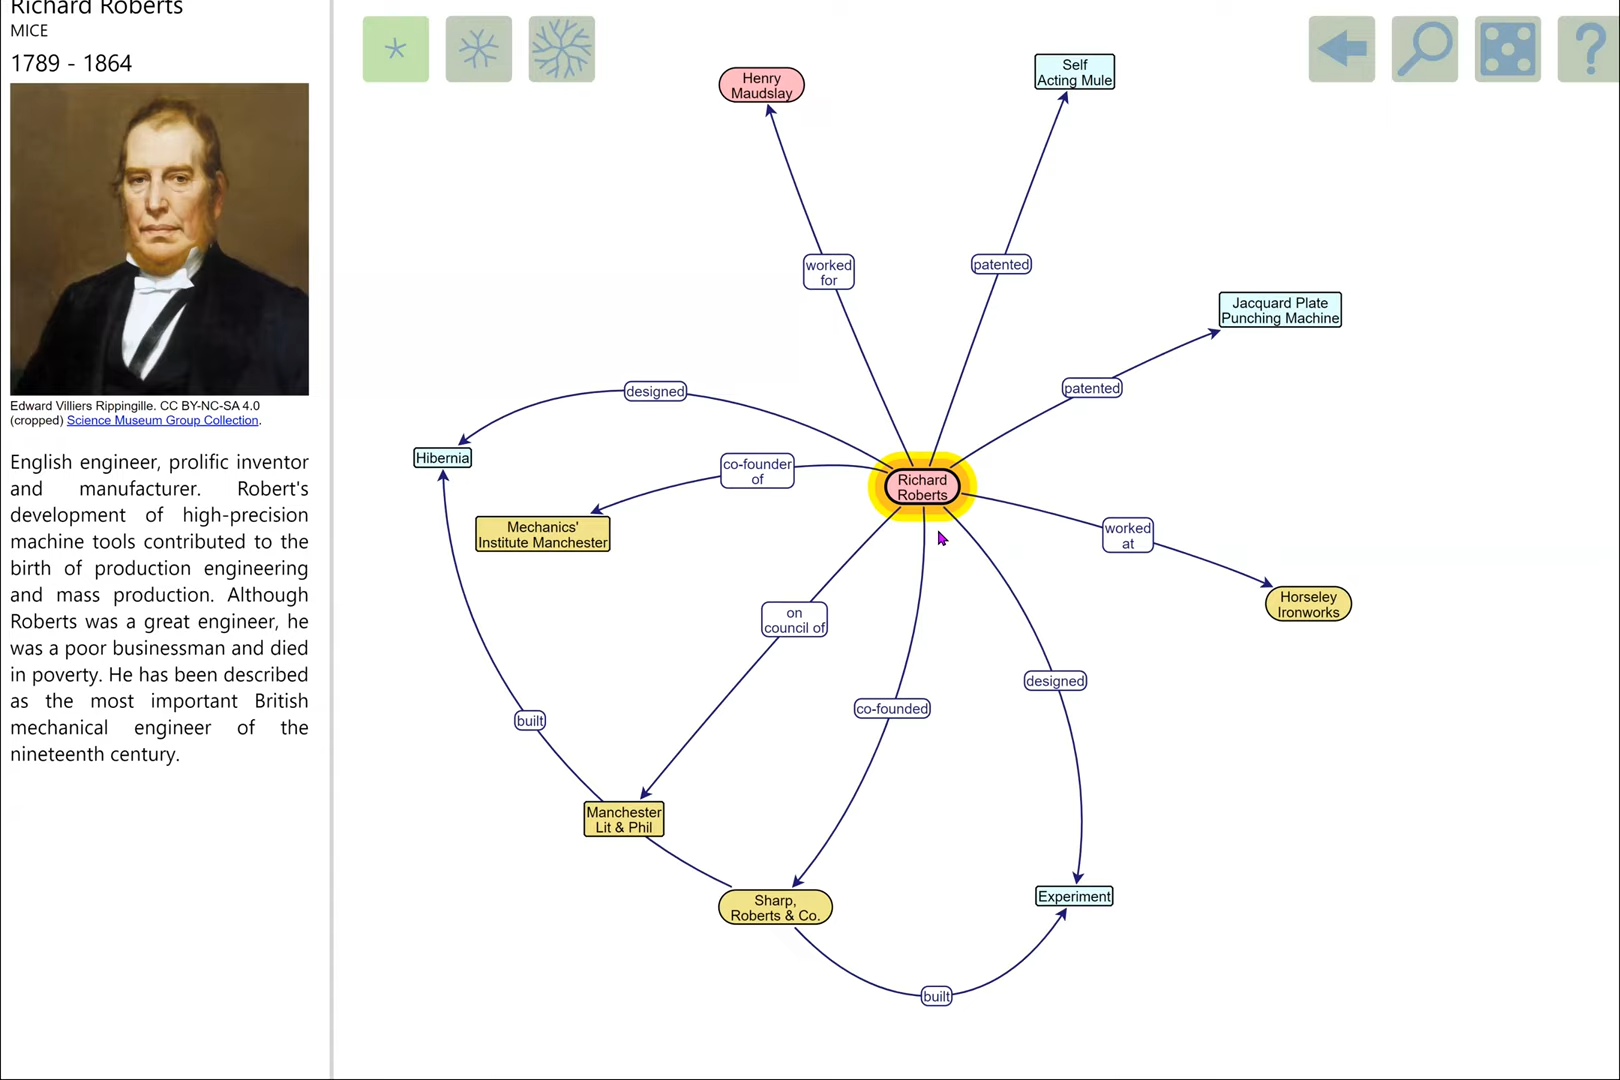 Richard Roberts
MICE
1789 - 1864
Edward Villiers Rippingille. CC BY-NC-SA 4.0
(cropped) Science Museum Group Collection.
English engineer, prolific inventor
and manufacturer. Robert's
development of high-precision
machine tools contributed to the
birth of production engineering
and mass production. Although
Roberts was a great engineer, he
was a poor businessman and died
in poverty. He has been described
as the most important British
mechanical engineer of the
nineteenth century.
Henry
Maudslay
Self
Acting Mule
?
worked
for
patented
Jacquard Plate
Punching Machine
patented
designed
Hibernia
co-founder
of
Richard
Roberts
Mechanics'
Institute Manchester
worked
at
Horseley
Ironworks
on
council of
designed
co-founded
built
Manchester
Lit & Phil
Sharp,
Roberts & Co.
Experiment
built